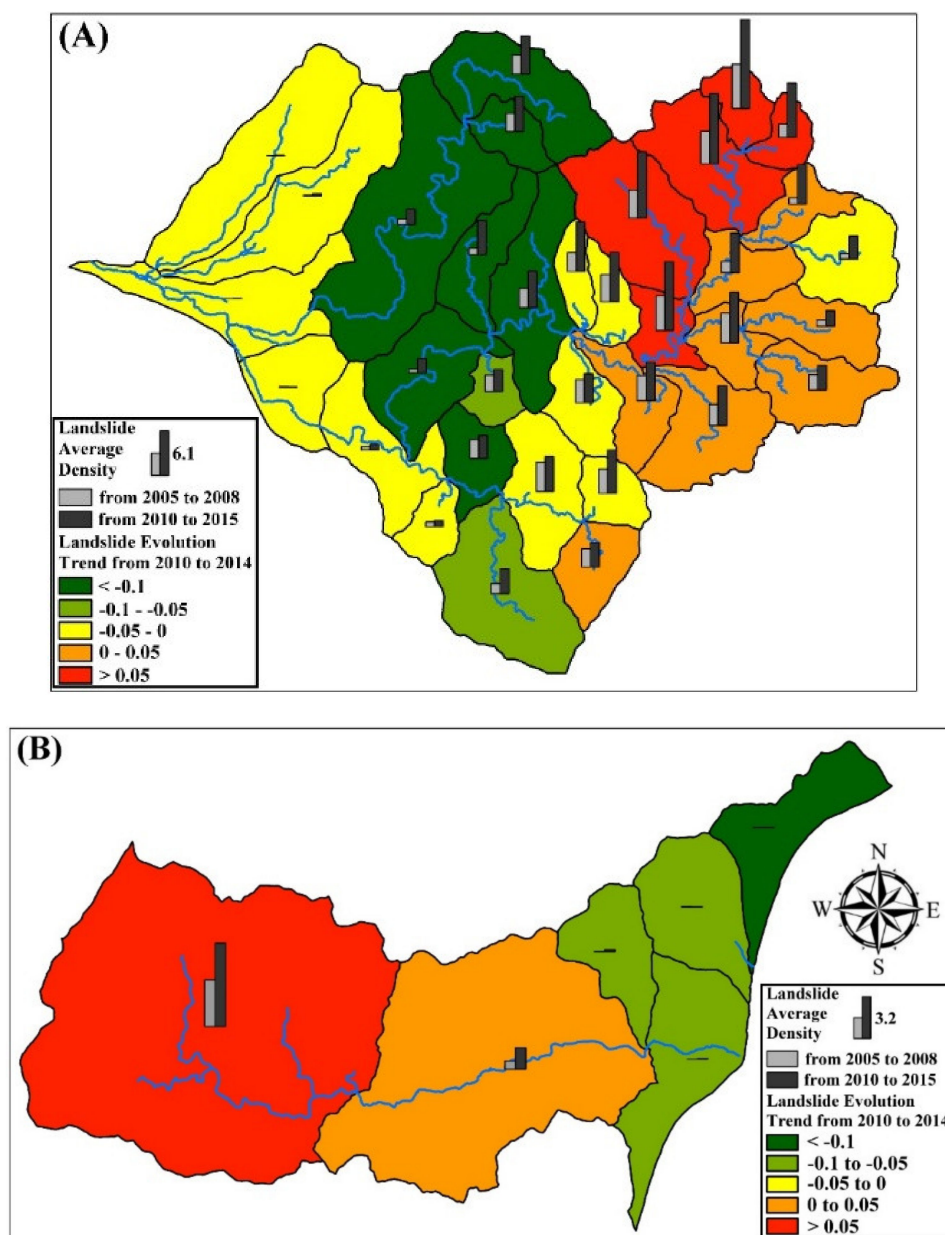 (A)
Landslide
Average
Density
6.1
from 2005 to 2008
from 2010 to 2015
Landslide Evolution
Trend from 2010 to 2014
< -0.1
-0.1 - -0.05
-0.05 - 0
0 - 0.05
> 0.05
(B)
N
W E
S
Landslide
Average
Density
3.2
from 2005 to 2008
from 2010 to 2015
Landslide Evolution
Trend from 2010 to 2014
< -0.1
-0.1 to -0.05
-0.05 to 0
0 to 0.05
> 0.05